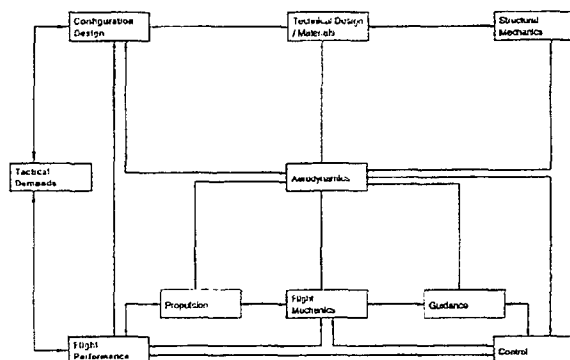 Configuration
Design
Technical Design
/ Materials
Structural
Mechanics
Tactical
Demands
Aerodynamics
Propulsion
Flight
Mechanics
Guidance
Flight
Performance
Control